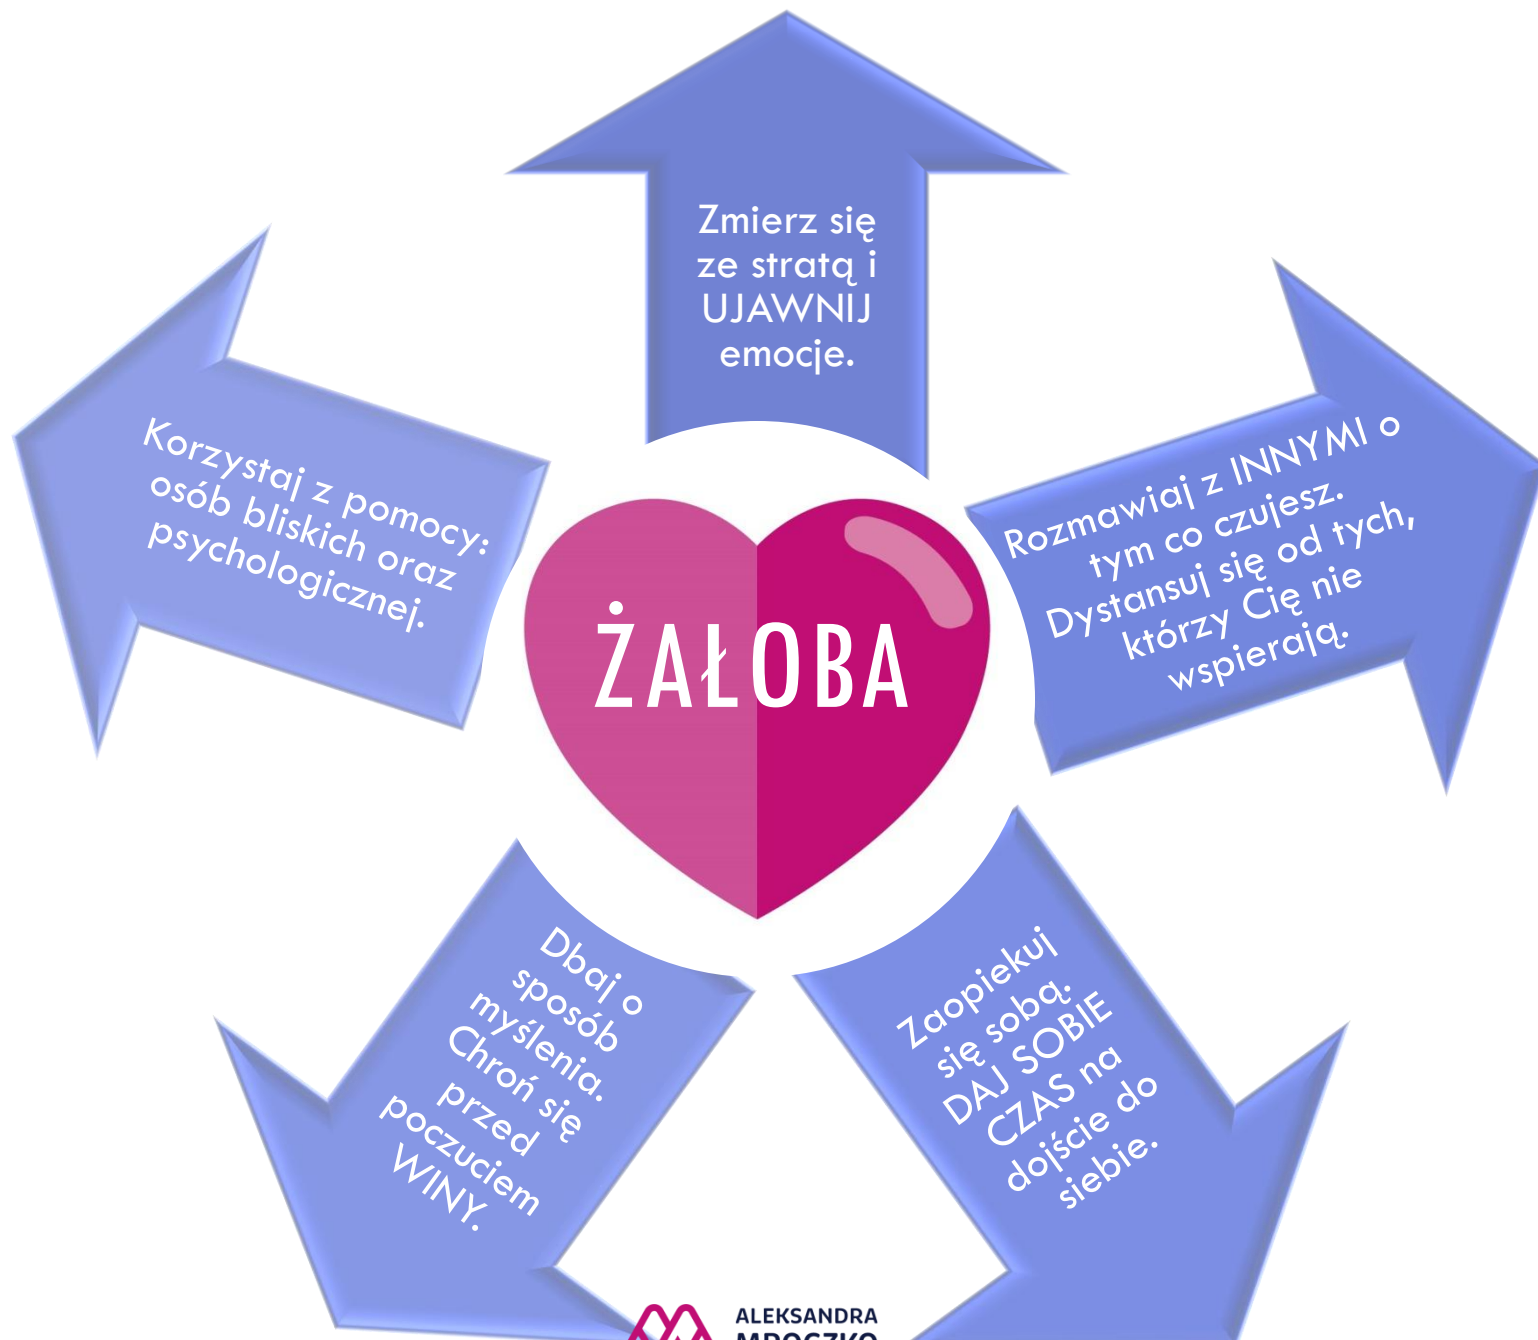 Zmierz się
ze stratą i
UJAWNIJ
emocje.
Rozmawiaj z INNYMI o
tym co czujesz.
Dystansuj się od tych,
którzy Cię nie
wspierają.
Zaopiekuj
się sobą.
DAJ SOBIE
CZAS na
dojście do
siebie.
Dbaj o
sposób
myślenia.
Chroń się
przed
poczuciem
WINY.
Korzystaj z pomocy:
osób bliskich oraz
psychologicznej.
ŻAŁOBA
ALEKSANDRA
MROCZKO